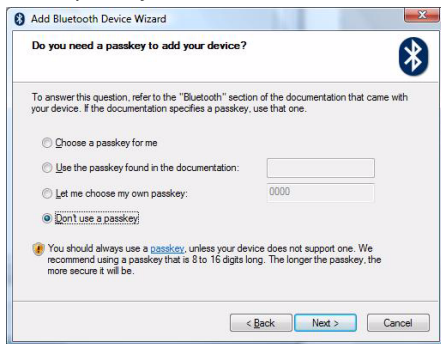 Add Bluetooth Device Wizard
Do you need a passkey to add your device?
To answer this question, refer to the "Bluetooth" section of the documentation that came with
your device. If the documentation specifies a passkey, use that one.
Choose a passkey for me
Use the passkey found in the documentation:
Let me choose my own passkey: 0000
Don't use a passkey
You should always use a passkey, unless your device does not support one. We
recommend using a passkey that is 8 to 16 digits long. The longer the passkey, the
more secure it will be.
< Back Next > Cancel